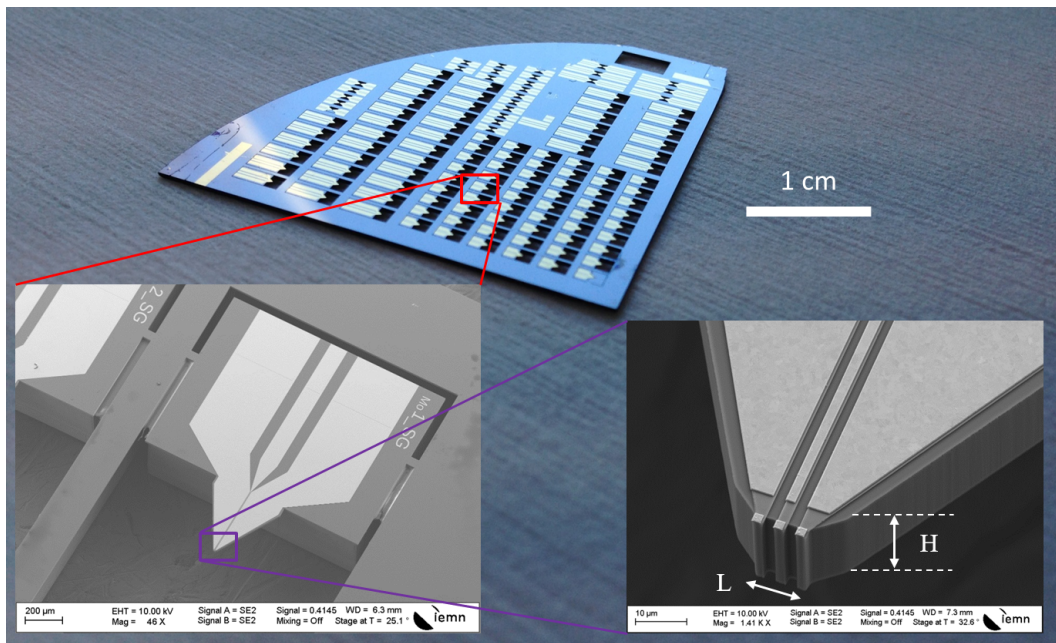 1 cm
2_SG
Mo1_SG
H
L
200 µm
EHT = 10.00 kV
Mag = 46 X
Signal A = SE2
Signal B = SE2
Signal = 0.4145
Mixing = Off
WD = 6.3 mm
Stage at T = 25.1 °
iemn
10 µm
EHT = 10.00 kV
Mag = 1.41 K X
Signal A = SE2
Signal B = SE2
Signal = 0.4145
Mixing = Off
WD = 7.3 mm
Stage at T = 32.6 °
iemn